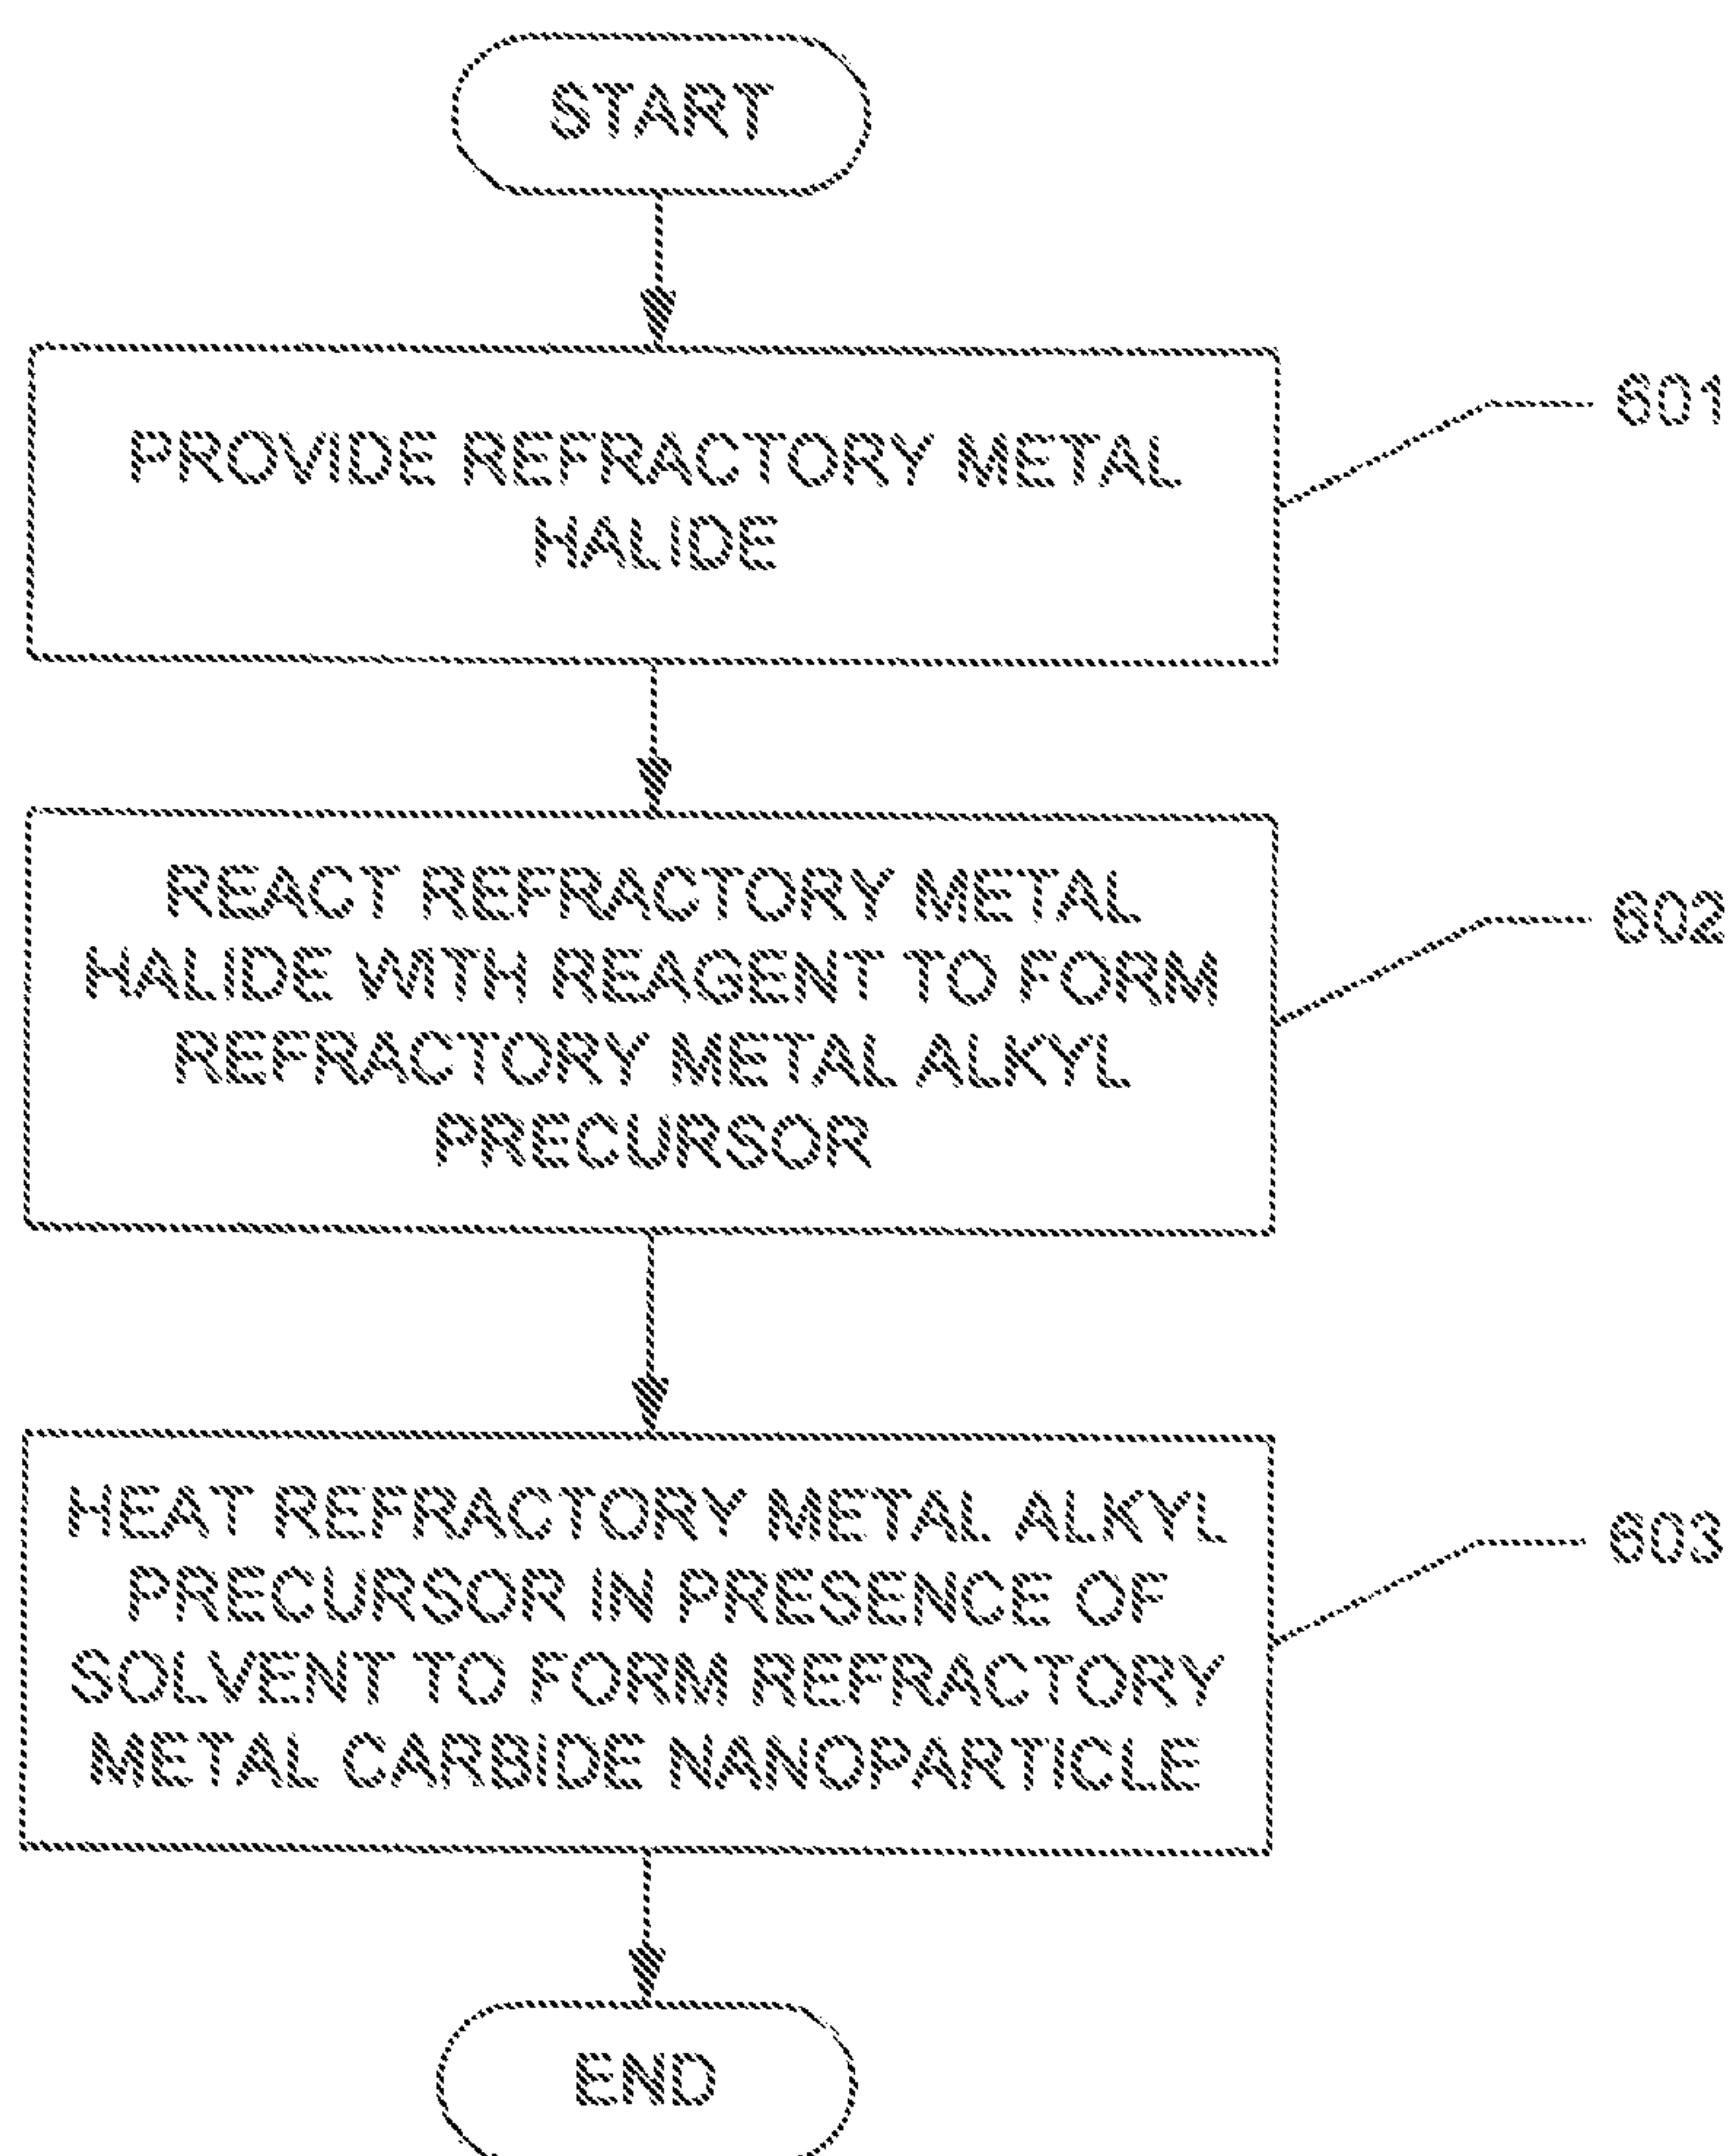 START
PROVIDE REFRACTORY METAL
HALIDE
601
REACT REFRACTORY METAL
HALIDE WITH REAGENT TO FORM
REFRACTORY METAL ALKYL
PRECURSOR
602
HEAT REFRACTORY METAL ALKYL
PRECURSOR IN PRESENCE OF
SOLVENT TO FORM REFRACTORY
METAL CARBIDE NANOPARTICLE
603
END